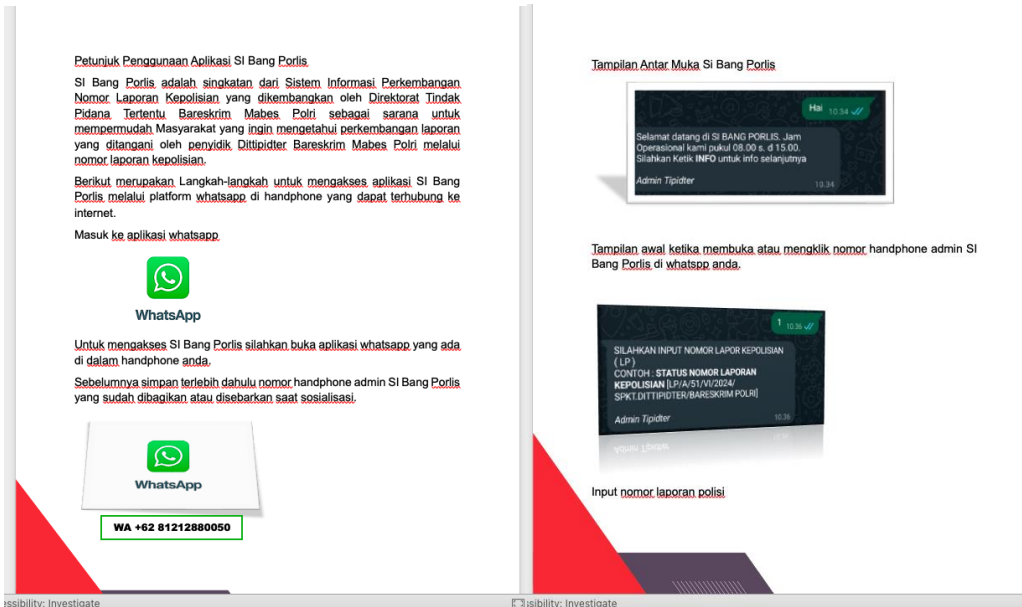 Petunjuk Penggunaan Aplikasi SI Bang Porlis
SI Bang Porlis adalah singkatan dari Sistem Informasi Perkembangan
Nomor Laporan Kepolisian yang dikembangkan oleh Direktorat Tindak
Pidana Tertentu Bareskrim Mabes Polri sebagai sarana untuk
mempermudah Masyarakat yang ingin mengetahui perkembangan laporan
yang ditangani oleh penyidik Dittipidter Bareskrim Mabes Polri melalui
nomor laporan kepolisian.
Berikut merupakan Langkah-langkah untuk mengakses aplikasi SI Bang
Porlis melalui platform whatsapp di handphone yang dapat terhubung ke
internet.
Masuk ke aplikasi whatsapp
WhatsApp
Untuk mengakses SI Bang Porlis silahkan buka aplikasi whatsapp yang ada
di dalam handphone anda.
Sebelumnya simpan terlebih dahulu nomor handphone admin SI Bang Porlis
yang sudah dibagikan atau disebarkan saat sosialisasi.
WhatsApp
WA +62 81212880050
essibility: Investigate
Tampilan Antar Muka Si Bang Porlis
Hai 10.34
Selamat datang di SI BANG PORLIS. Jam
Operasional kami pukul 08.00 s. d 15.00.
Silahkan Ketik INFO untuk info selanjutnya
Admin Tipidter
10.34
Tampilan awal ketika membuka atau mengklik nomor handphone admin SI
Bang Porlis di whatspp anda.
1 10.36
SILAHKAN INPUT NOMOR LAPOR KEPOLISIAN
( LP )
CONTOH : STATUS NOMOR LAPORAN
KEPOLISIAN [LP/A/51/VI/2024/
SPKT.DITTIPIDTER/BARESKRIM POLRI]
Admin Tipidter
10.36
Input nomor laporan polisi
ssibility: Investigate